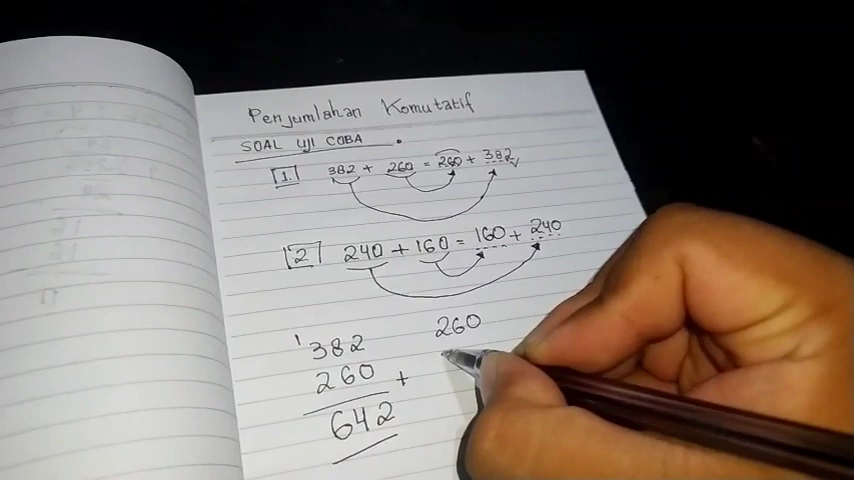 Penjumlahan Komutatif
SOAL UJI COBA .
1. 382 + 260 = 260 + 382
2 240 + 160 = 160 + 240
1
382
260 +
642
260